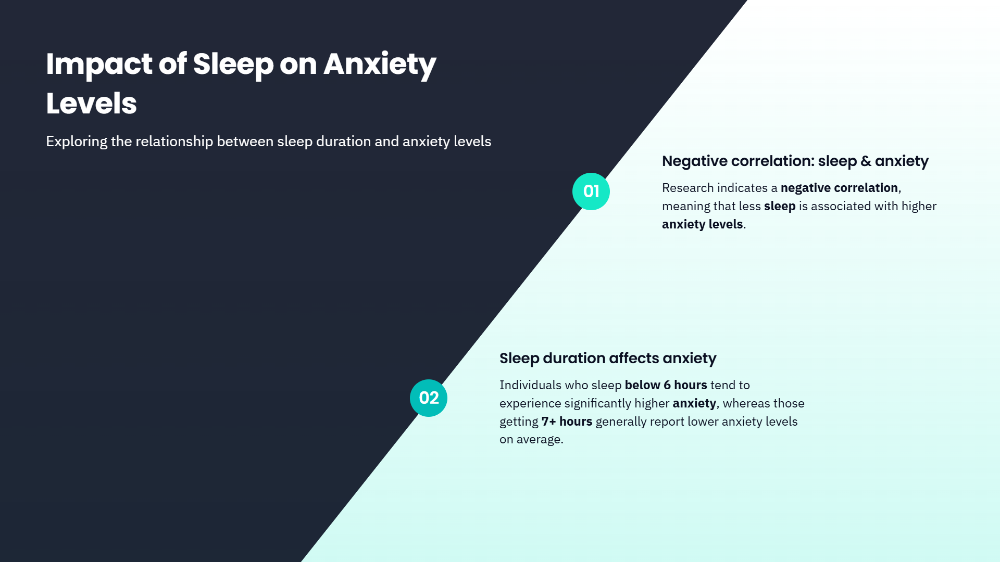 Impact of Sleep on Anxiety
Levels
Exploring the relationship between sleep duration and anxiety levels
01
Negative correlation: sleep & anxiety
Research indicates a negative correlation,
meaning that less sleep is associated with higher
anxiety levels.
02
Sleep duration affects anxiety
Individuals who sleep below 6 hours tend to
experience significantly higher anxiety, whereas those
getting 7+ hours generally report lower anxiety levels
on average.